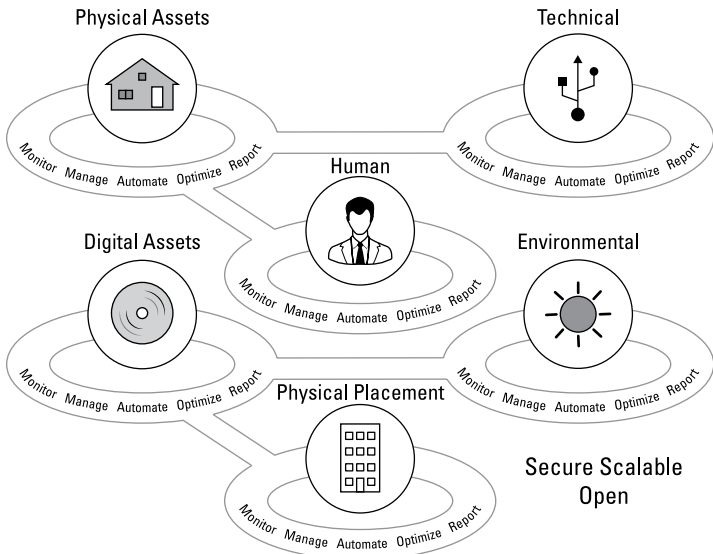 Physical Assets
Technical
Monitor Manage Automate Optimize Report
Monitor Manage Automate Optimize Report
Human
Monitor Manage Automate Optimize Report
Digital Assets
Environmental
Monitor Manage Automate Optimize Report
Monitor Manage Automate Optimize Report
Physical Placement
Monitor Manage Automate Optimize Report
Secure Scalable
Open